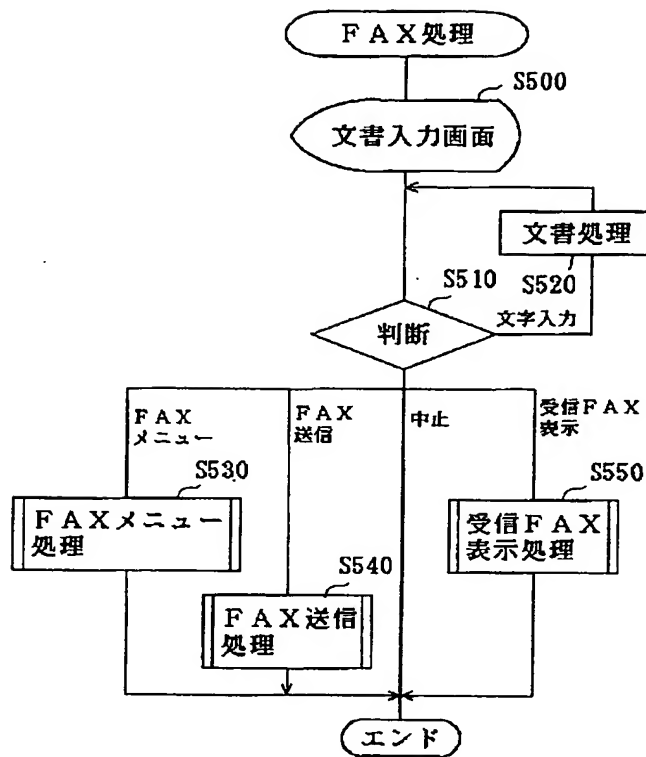 ＦＡＸ処理
S500
文書入力画面
文書処理
S520
S510
判断
文字入力
ＦＡＸ
メニュー
ＦＡＸ
送信
中止
受信ＦＡＸ
表示
S530
S550
ＦＡＸメニュー
処理
受信ＦＡＸ
表示処理
S540
ＦＡＸ送信
処理
エンド